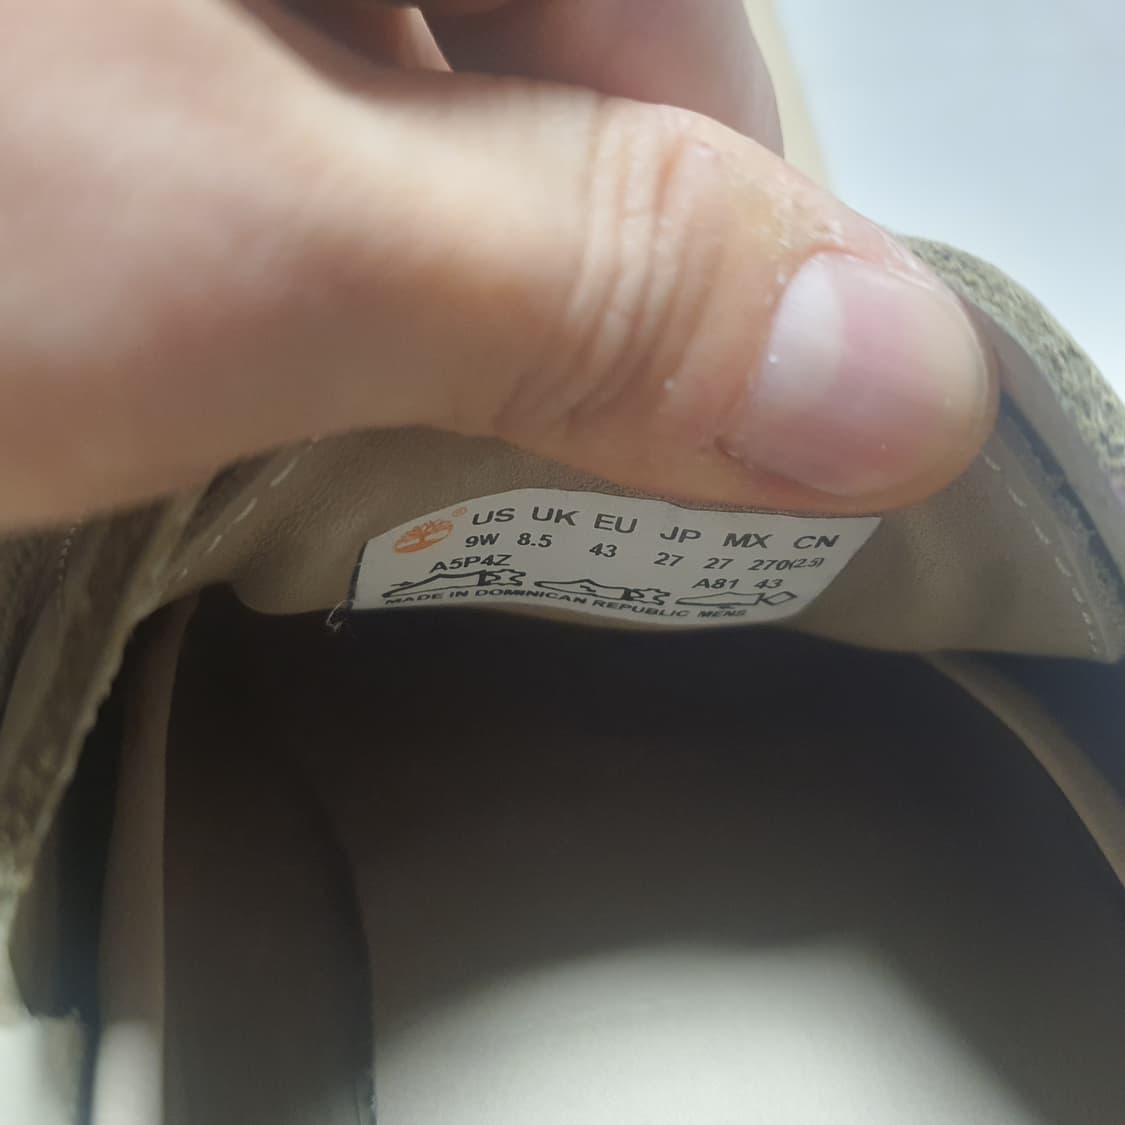 ® US UK EU JP MX CN
9W 8.5 43 27 27 270(2.5)
A5P4Z A81 43
MADE IN DOMINICAN REPUBLIC MENS